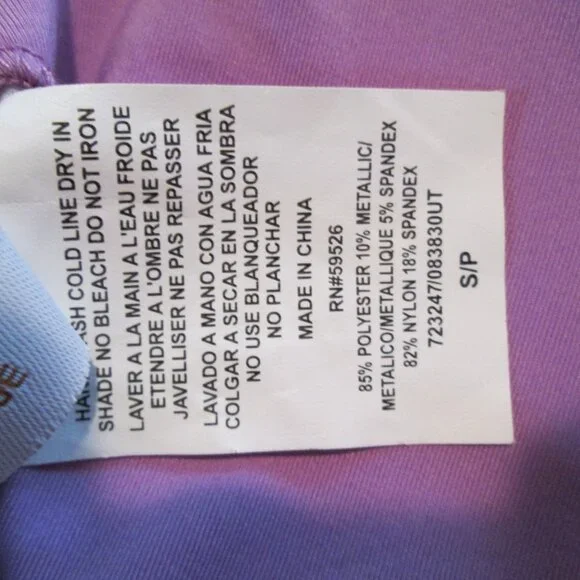 HAND WASH COLD LINE DRY IN
SHADE NO BLEACH DO NOT IRON
LAVER A LA MAIN A L'EAU FROIDE
ETENDRE A L'OMBRE NE PAS
JAVELLISER NE PAS REPASSER
LAVADO A MANO CON AGUA FRIA
COLGAR A SECAR EN LA SOMBRA
NO USE BLANQUEADOR
NO PLANCHAR
MADE IN CHINA
RN#59526
85% POLYESTER 10% METALLIC/
METALICO/METALLIQUE 5% SPANDEX
82% NYLON 18% SPANDEX
723247/083830UT
S/P